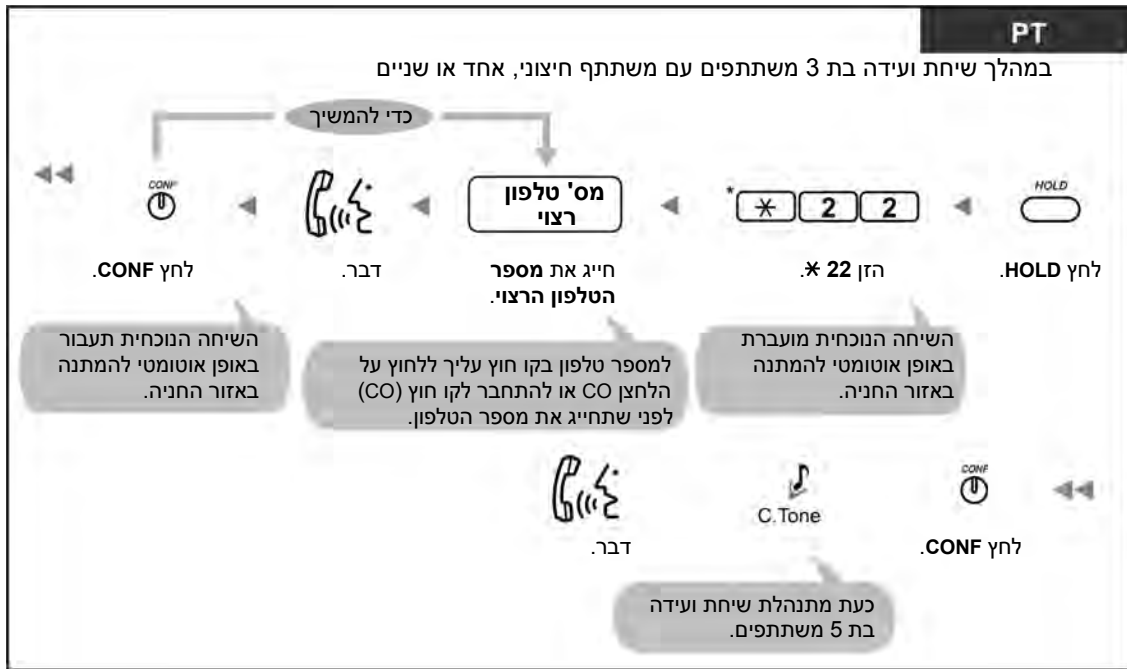 PT
במהלך שיחת ועידה בת 3 משתתפים עם משתתף חיצוני, אחד או שניים
כדי להמשיך
HOLD
* ✳ 2 2
מס' טלפון
רצוי
CONF
לחץ HOLD.
הזן 22 ✳.
חייג את מספר
הטלפון הרצוי.
דבר.
לחץ CONF.
השיחה הנוכחית מועברת
באופן אוטומטי להמתנה
באזור החניה.
למספר טלפון בקו חוץ עליך ללחוץ על
הלחצן CO או להתחבר לקו חוץ (CO)
לפני שתחייג את מספר הטלפון.
השיחה הנוכחית תעבור
באופן אוטומטי להמתנה
באזור החניה.
CONF
C.Tone
לחץ CONF.
דבר.
כעת מתנהלת שיחת ועידה
בת 5 משתתפים.